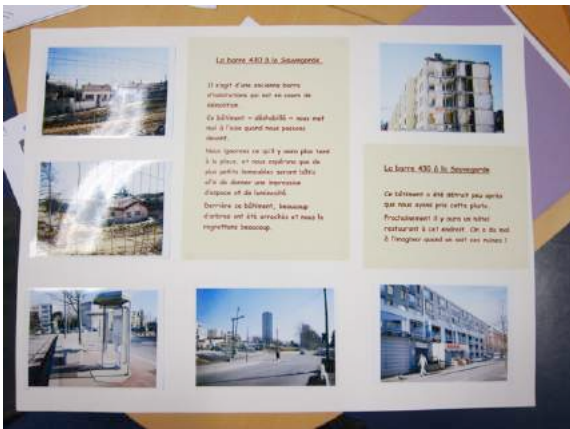 La barre 430 à la Sauvegarde
Il s'agit d'une ancienne barre
d'habitations qui est en cours de
démolition.
Ce bâtiment « déshabillé » nous met
mal à l'aise quand nous passons
devant.
Nous ignorons ce qu'il y aura plus tard
à la place, et nous espérons que de
plus petits immeubles seront bâtis
afin de donner une impression
d'espace et de luminosité.
Derrière ce bâtiment, beaucoup
d'arbres ont été arrachés et nous le
regrettons beaucoup.
La barre 430 à la Sauvegarde
Ce bâtiment a été détruit peu après
que nous ayons pris cette photo.
Prochainement il y aura un hôtel
restaurant à cet endroit. On a du mal
à l'imaginer quand on voit ces ruines !